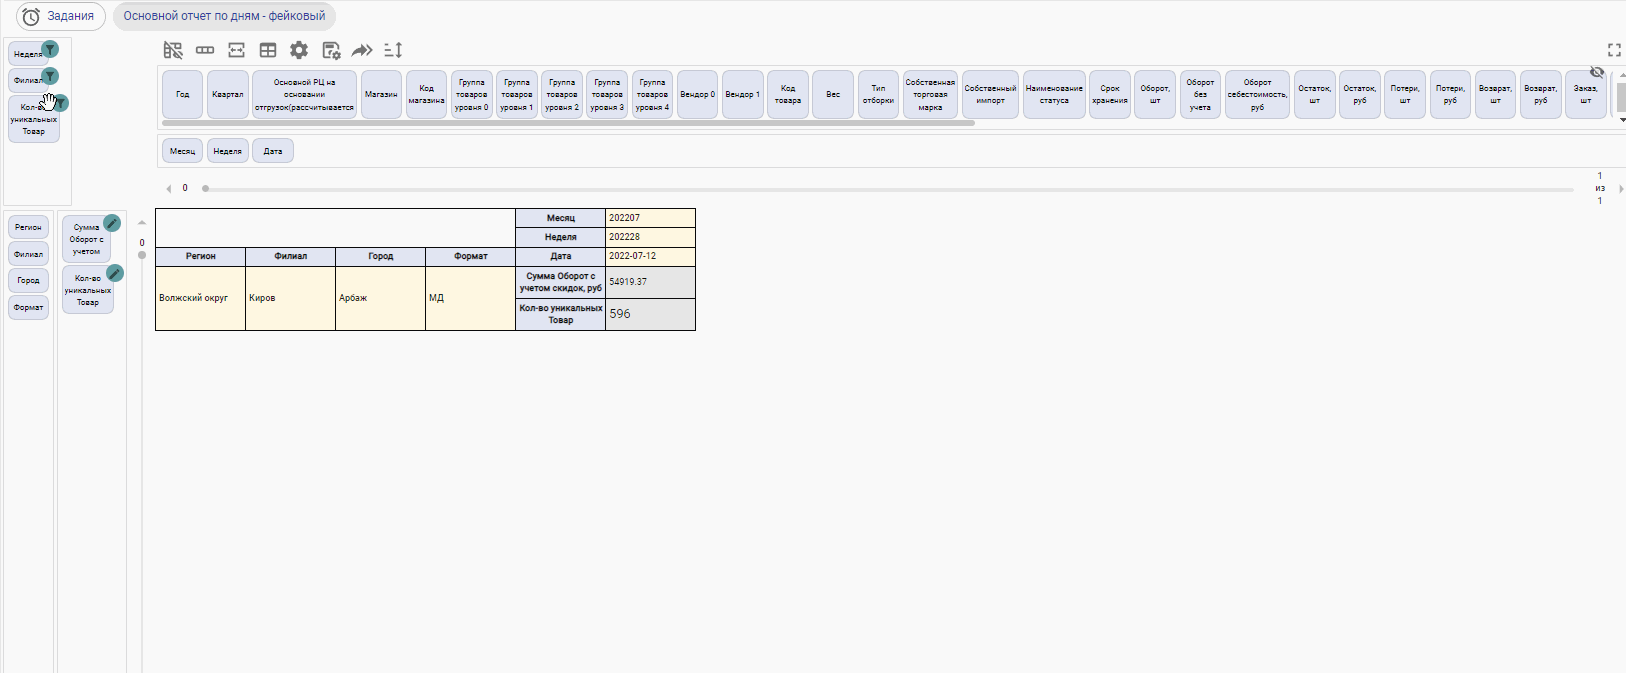 Задания
Основной отчет по дням - фейковый
Неделя
Филиал
уникальных
Товар
Год
Квартал
Основной РЦ на
основании
отгрузок(рассчитывается
Магазин
Код
магазина
Группа
товаров
уровня 0
Группа
товаров
уровня 1
Группа
товаров
уровня 2
Группа
товаров
уровня 3
Группа
товаров
уровня 4
Вендор 0
Вендор 1
Код
товара
Вес
Тип
отборки
Собственная
торговая
марка
Собственный
импорт
Наименование
статуса
Срок
хранения
Оборот,
шт
Оборот
без
учета
Оборот
себестоимость,
руб
Остаток,
шт
Остаток,
руб
Потери,
шт
Потери,
руб
Возврат,
шт
Возврат,
руб
Заказ,
шт
Месяц
Неделя
Дата
0
1
из
1
Регион
Филиал
Город
Формат
Сумма
Оборот с
учетом
Кол-во
уникальных
Товар
0
Месяц 202207
Неделя 202228
Регион Филиал Город Формат Дата 2022-07-12
Волжский округ Киров Арбаж МД
Сумма Оборот с
учетом скидок, руб
54919.37
Кол-во уникальных
Товар
596